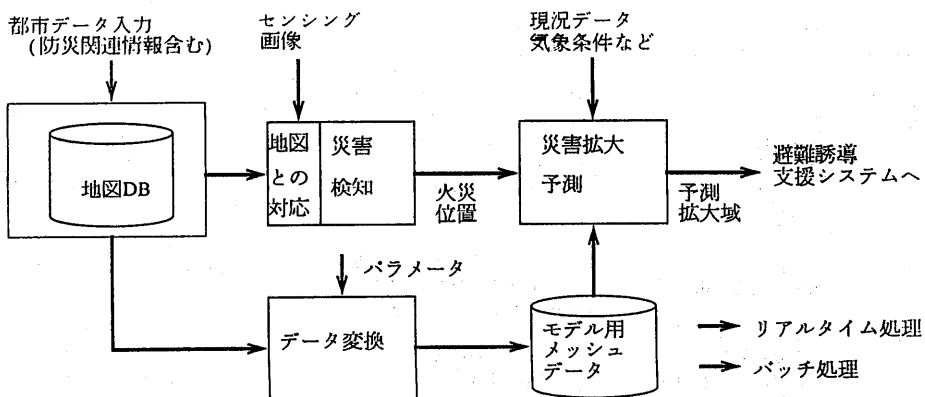 都市データ入力
(防災関連情報含む)
センシング
画像
現況データ
気象条件など
地図DB
地図
との
対応
災害
検知
火災
位置
災害拡大
予測
予測
拡大域
避難誘導
支援システムへ
パラメータ
データ変換
モデル用
メッシュ
データ
リアルタイム処理
バッチ処理